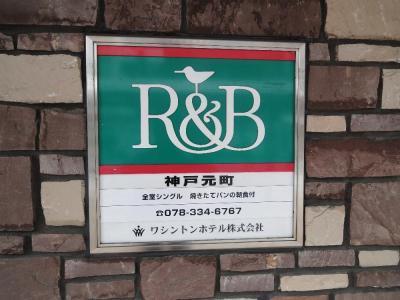 R&B
神戸元町
全室シングル 焼きたてパンの朝食付
☎078-334-6767
ワシントンホテル株式会社